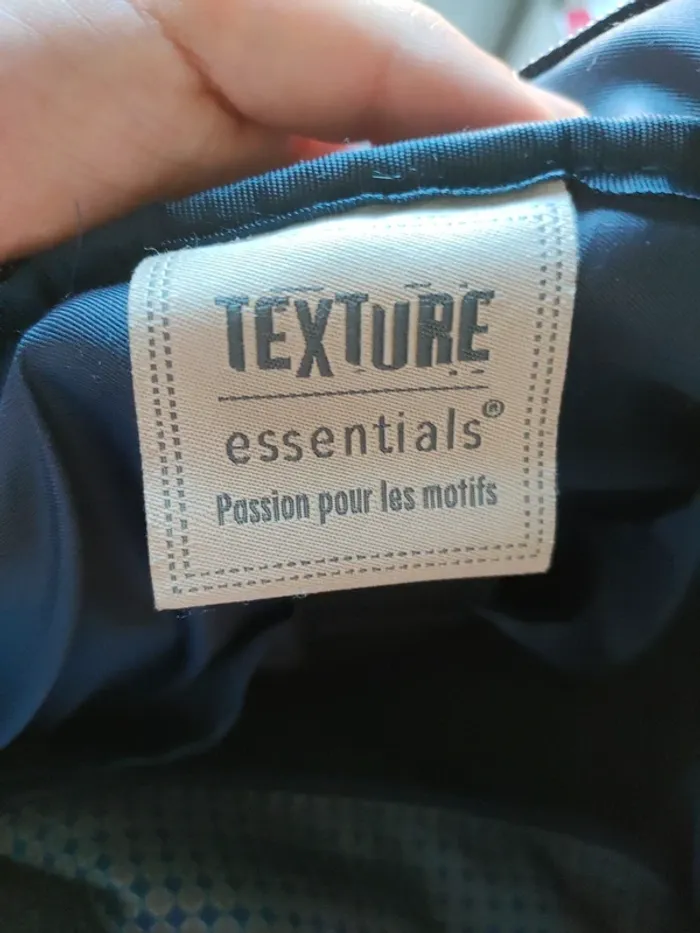 TEXTURE
essentials®
Passion pour les motifs